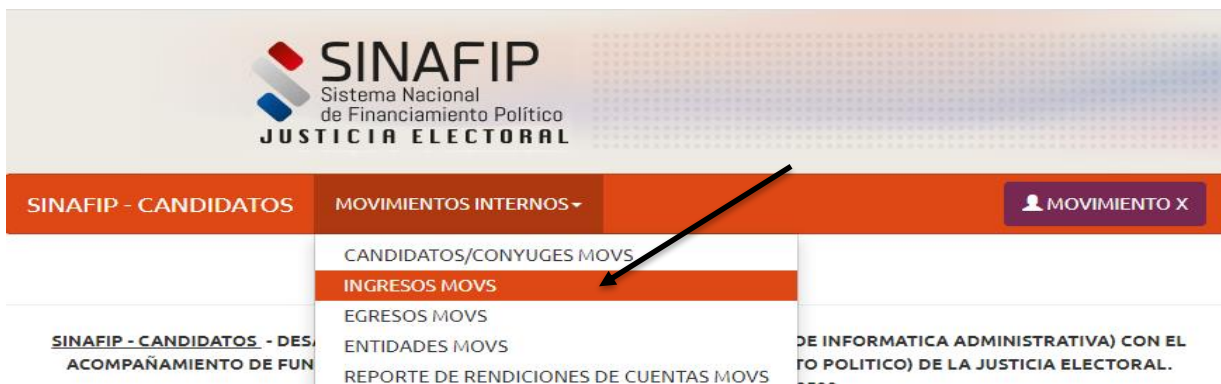 SINAFIP
Sistema Nacional
de Financiamiento Político
JUSTICIA ELECTORAL
SINAFIP - CANDIDATOS MOVIMIENTOS INTERNOS MOVIMIENTO X
CANDIDATOS/CONYUGES MOVS
INGRESOS MOVS
EGRESOS MOVS
SINAFIP - CANDIDATOS - DES DE INFORMATICA ADMINISTRATIVA) CON EL
ENTIDADES MOVS
ACOMPAÑAMIENTO DE FUN TO POLITICO) DE LA JUSTICIA ELECTORAL.
REPORTE DE RENDICIONES DE CUENTAS MOVS